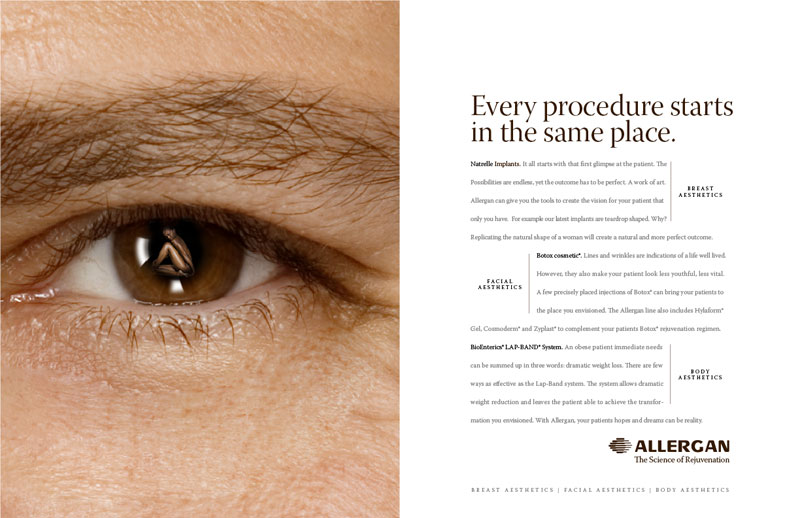 Every procedure starts
in the same place.
Natrelle Implants. It all starts with that first glimpse at the patient. The
Possibilities are endless, yet the outcome has to be perfect. A work of art.
Allergan can give you the tools to create the vision for your patient that
only you have. For example our latest implants are teardrop shaped. Why?
Replicating the natural shape of a woman will create a natural and more perfect outcome.
BREAST
AESTHETICS
Botox cosmetic®. Lines and wrinkles are indications of a life well lived.
However, they also make your patient look less youthful, less vital.
A few precisely placed injections of Botox® can bring your patients to
the place you envisioned. The Allergan line also includes Hylaform®
Gel, Cosmoderm® and Zyplast® to complement your patients Botox® rejuvenation regimen.
FACIAL
AESTHETICS
BioEnterics® LAP-BAND® System. An obese patient immediate needs
can be summed up in three words: dramatic weight loss. There are few
ways as effective as the Lap-Band system. The system allows dramatic
weight reduction and leaves the patient able to achieve the transfor-
mation you envisioned. With Allergan, your patients hopes and dreams can be reality.
BODY
AESTHETICS
ALLERGAN
The Science of Rejuvenation
BREAST AESTHETICS | FACIAL AESTHETICS | BODY AESTHETICS